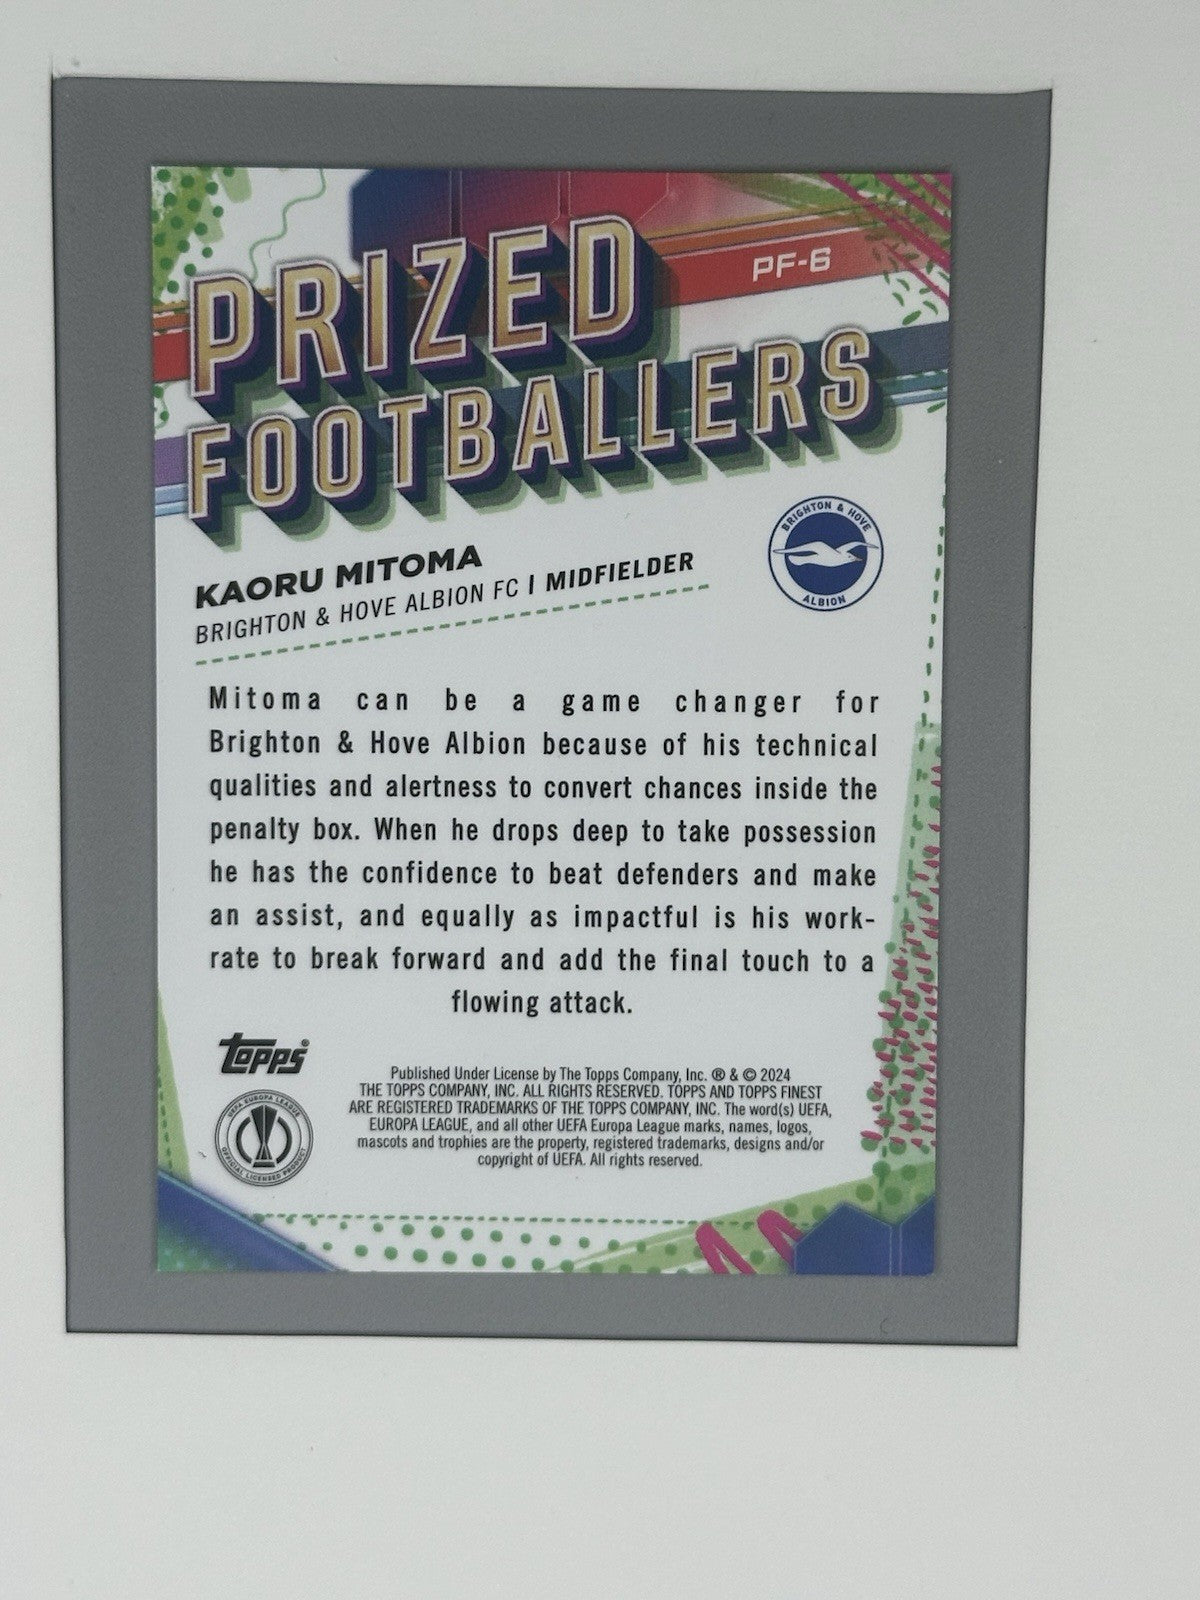 PF-6
PRIZED
FOOTBALLERS
KAORU MITOMA
BRIGHTON & HOVE ALBION FC | MIDFIELDER
BRIGHTON & HOVE
ALBION
Mitoma can be a game changer for
Brighton & Hove Albion because of his technical
qualities and alertness to convert chances inside the
penalty box. When he drops deep to take possession
he has the confidence to beat defenders and make
an assist, and equally as impactful is his work-
rate to break forward and add the final touch to a
flowing attack.
Topps®
UEFA EUROPA LEAGUE
OFFICIAL LICENSED PRODUCT
Published Under License by The Topps Company, Inc. ® & © 2024
THE TOPPS COMPANY, INC. ALL RIGHTS RESERVED. TOPPS AND TOPPS FINEST
ARE REGISTERED TRADEMARKS OF THE TOPPS COMPANY, INC. The word(s) UEFA,
EUROPA LEAGUE, and all other UEFA Europa League marks, names, logos,
mascots and trophies are the property, registered trademarks, designs and/or
copyright of UEFA. All rights reserved.